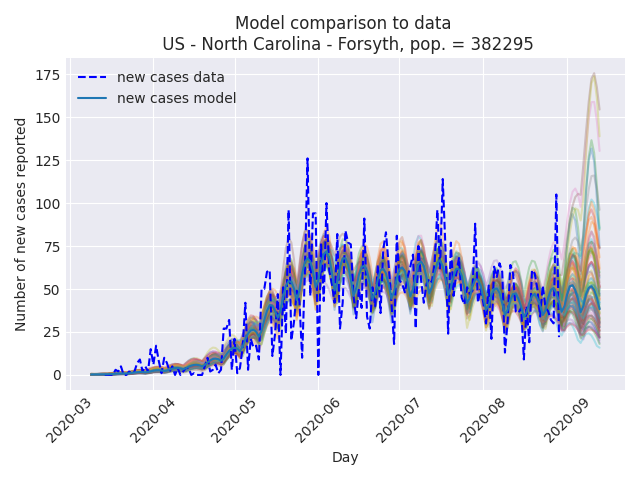 Model comparison to data
US - North Carolina - Forsyth, pop. = 382295
new cases data
new cases model
Number of new cases reported
175
150
125
100
75
50
25
0
2020-03
2020-04
2020-05
2020-06
2020-07
2020-08
2020-09
Day